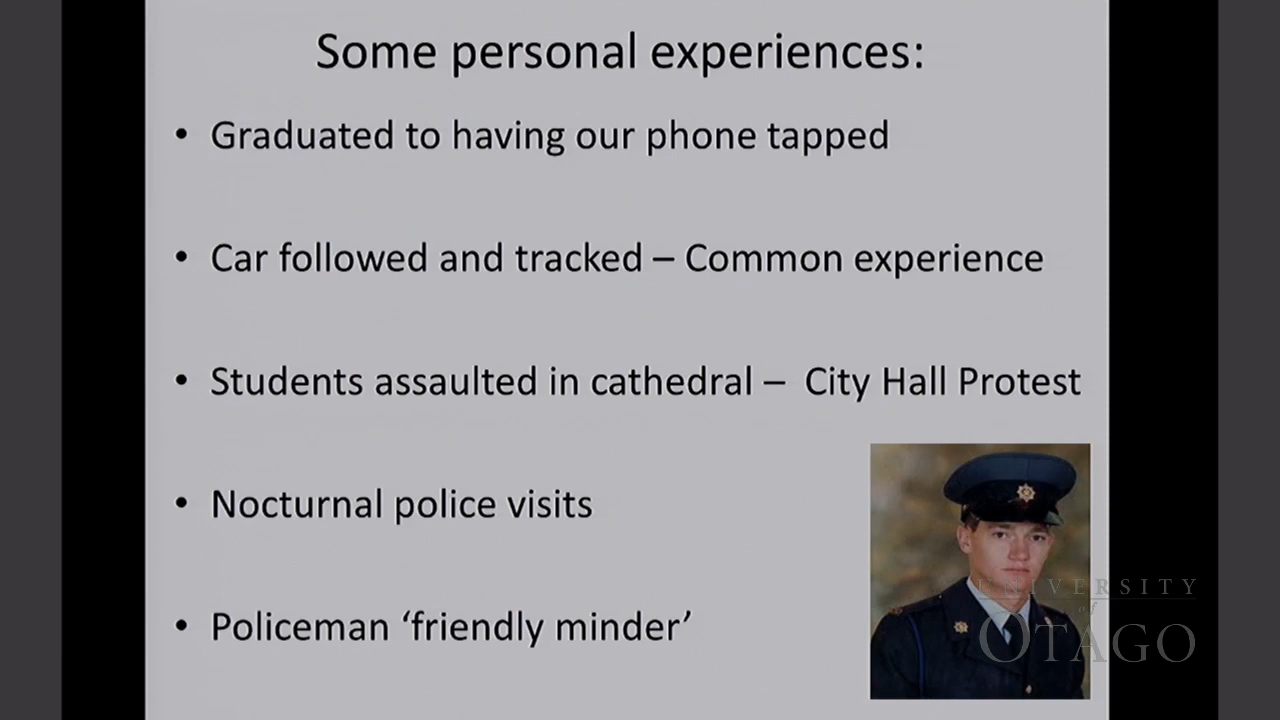 Some personal experiences:
• Graduated to having our phone tapped
• Car followed and tracked – Common experience
• Students assaulted in cathedral –  City Hall Protest
• Nocturnal police visits
• Policeman ‘friendly minder’
UNIVERSITY
of
OTAGO